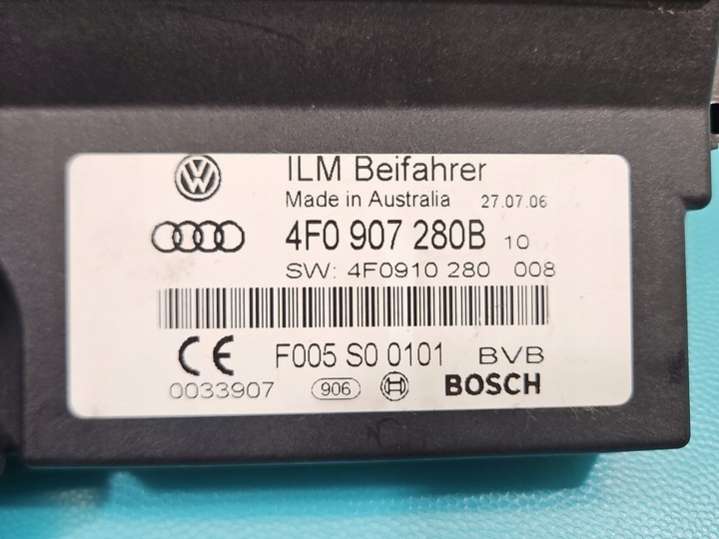 ILM Beifahrer
Made in Australia 27.07.06
4F0 907 280B 10
SW: 4F0910 280 008
CE F005 S0 0101 BVB
0033907 906 BOSCH